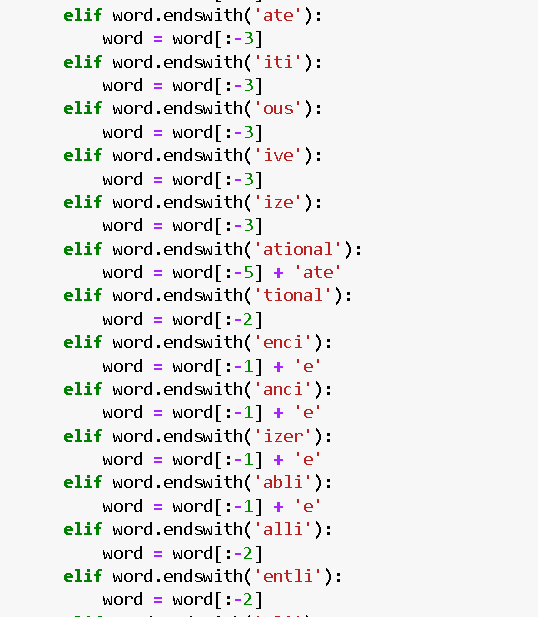 elif word.endswith('ate'):
word = word[:-3]
elif word.endswith('iti'):
word = word[:-3]
elif word.endswith('ous'):
word = word[:-3]
elif word.endswith('ive'):
word = word[:-3]
elif word.endswith('ize'):
word = word[:-3]
elif word.endswith('ational'):
word = word[:-5] + 'ate'
elif word.endswith('tional'):
word = word[:-2]
elif word.endswith('enci'):
word = word[:-1] + 'e'
elif word.endswith('anci'):
word = word[:-1] + 'e'
elif word.endswith('izer'):
word = word[:-1] + 'e'
elif word.endswith('abli'):
word = word[:-1] + 'e'
elif word.endswith('alli'):
word = word[:-2]
elif word.endswith('entli'):
word = word[:-2]